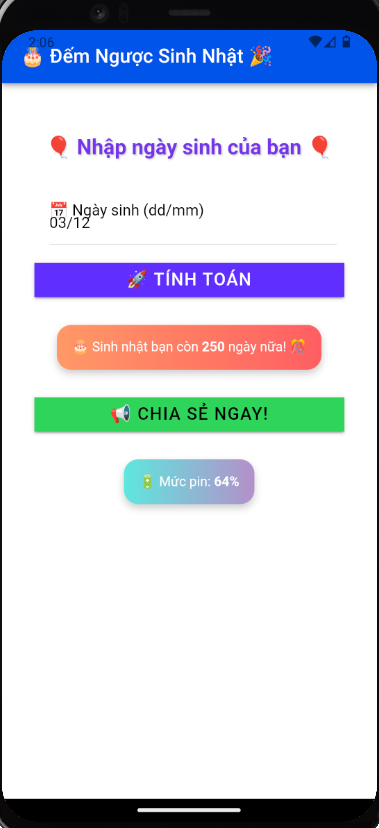 2:06
🎂 Đếm Ngược Sinh Nhật 🎉
🎈 Nhập ngày sinh của bạn 🎈
📅 Ngày sinh (dd/mm)
03/12
🚀 TÍNH TOÁN
🎂 Sinh nhật bạn còn 250 ngày nữa! 🎊
📢 CHIA SẺ NGAY!
🔋 Mức pin: 64%